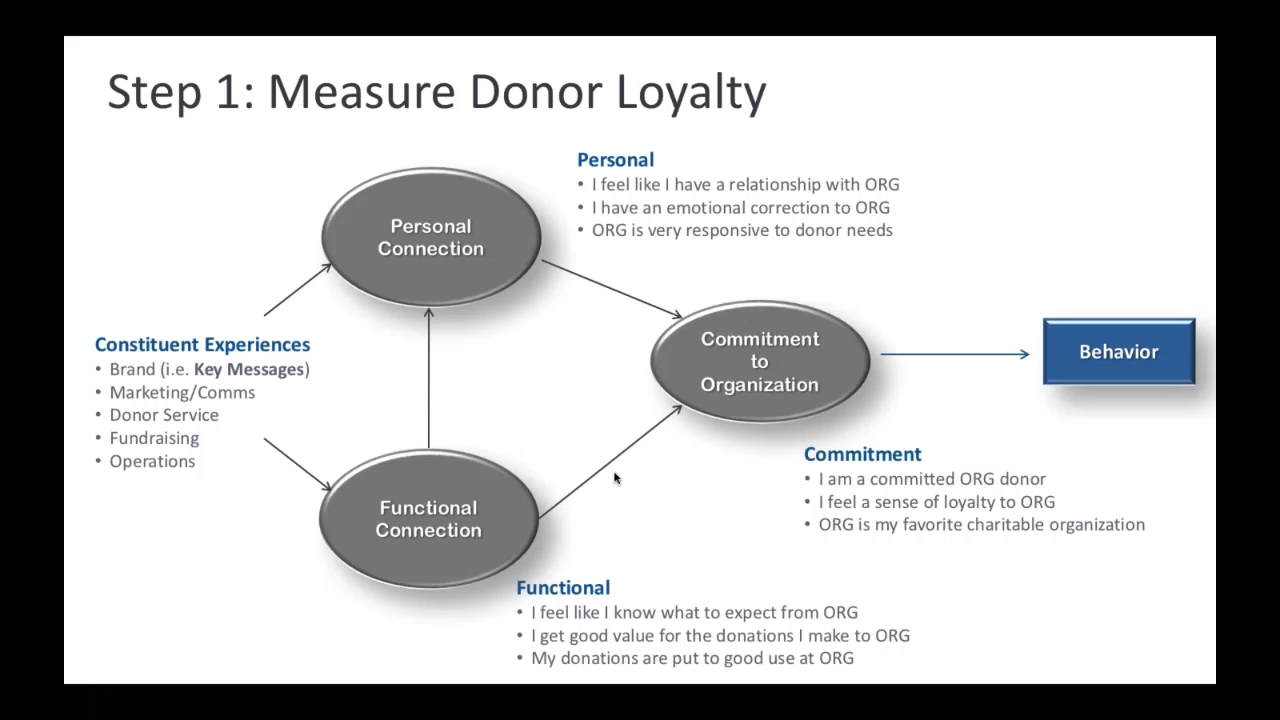 Step 1: Measure Donor Loyalty
Personal
• I feel like I have a relationship with ORG
• I have an emotional correction to ORG
• ORG is very responsive to donor needs
Personal
Connection
Constituent Experiences
• Brand (i.e. Key Messages)
• Marketing/Comms
• Donor Service
• Fundraising
• Operations
Commitment
to
Organization
Behavior
Commitment
• I am a committed ORG donor
• I feel a sense of loyalty to ORG
• ORG is my favorite charitable organization
Functional
Connection
Functional
• I feel like I know what to expect from ORG
• I get good value for the donations I make to ORG
• My donations are put to good use at ORG